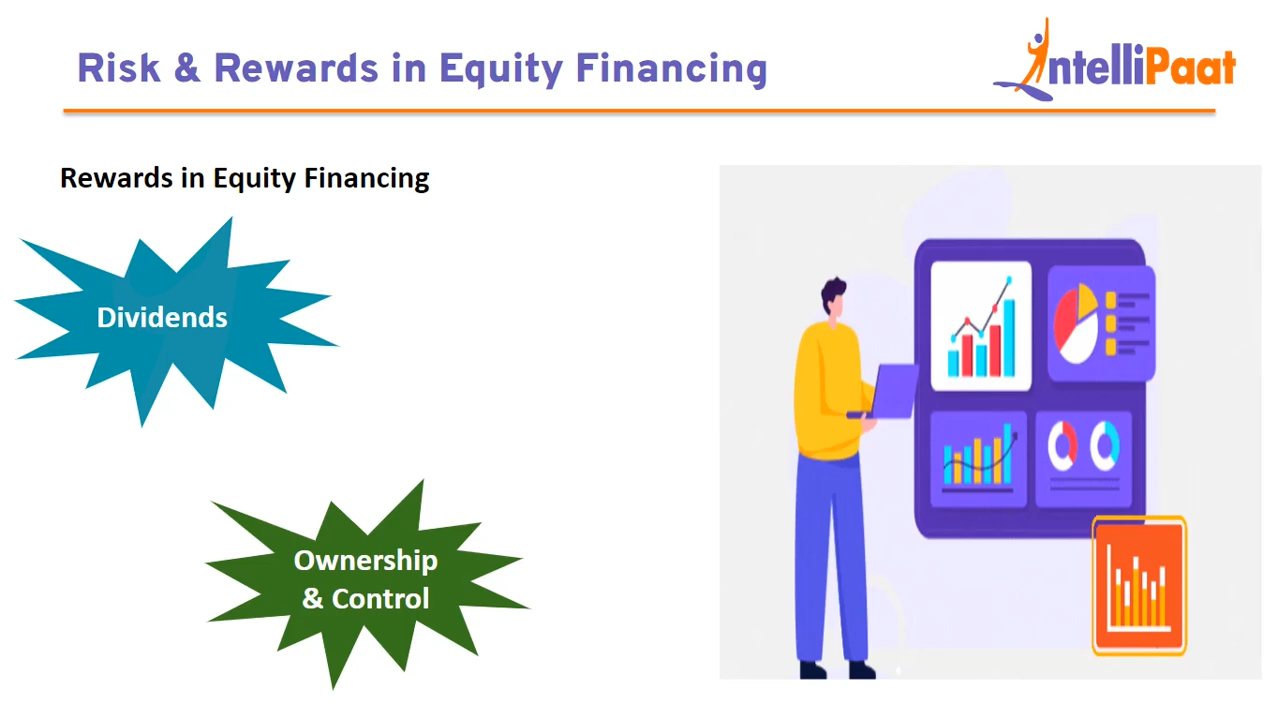 Risk & Rewards in Equity Financing
IntelliPaat
Rewards in Equity Financing
Dividends
Ownership
& Control